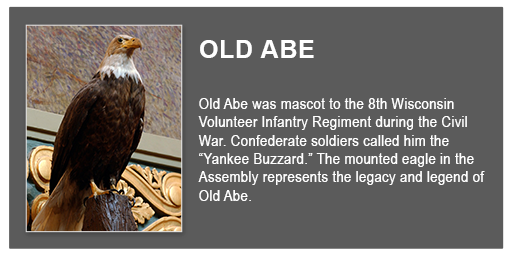 OLD ABE
Old Abe was mascot to the 8th Wisconsin
Volunteer Infantry Regiment during the Civil
War. Confederate soldiers called him the
“Yankee Buzzard.” The mounted eagle in the
Assembly represents the legacy and legend of
Old Abe.